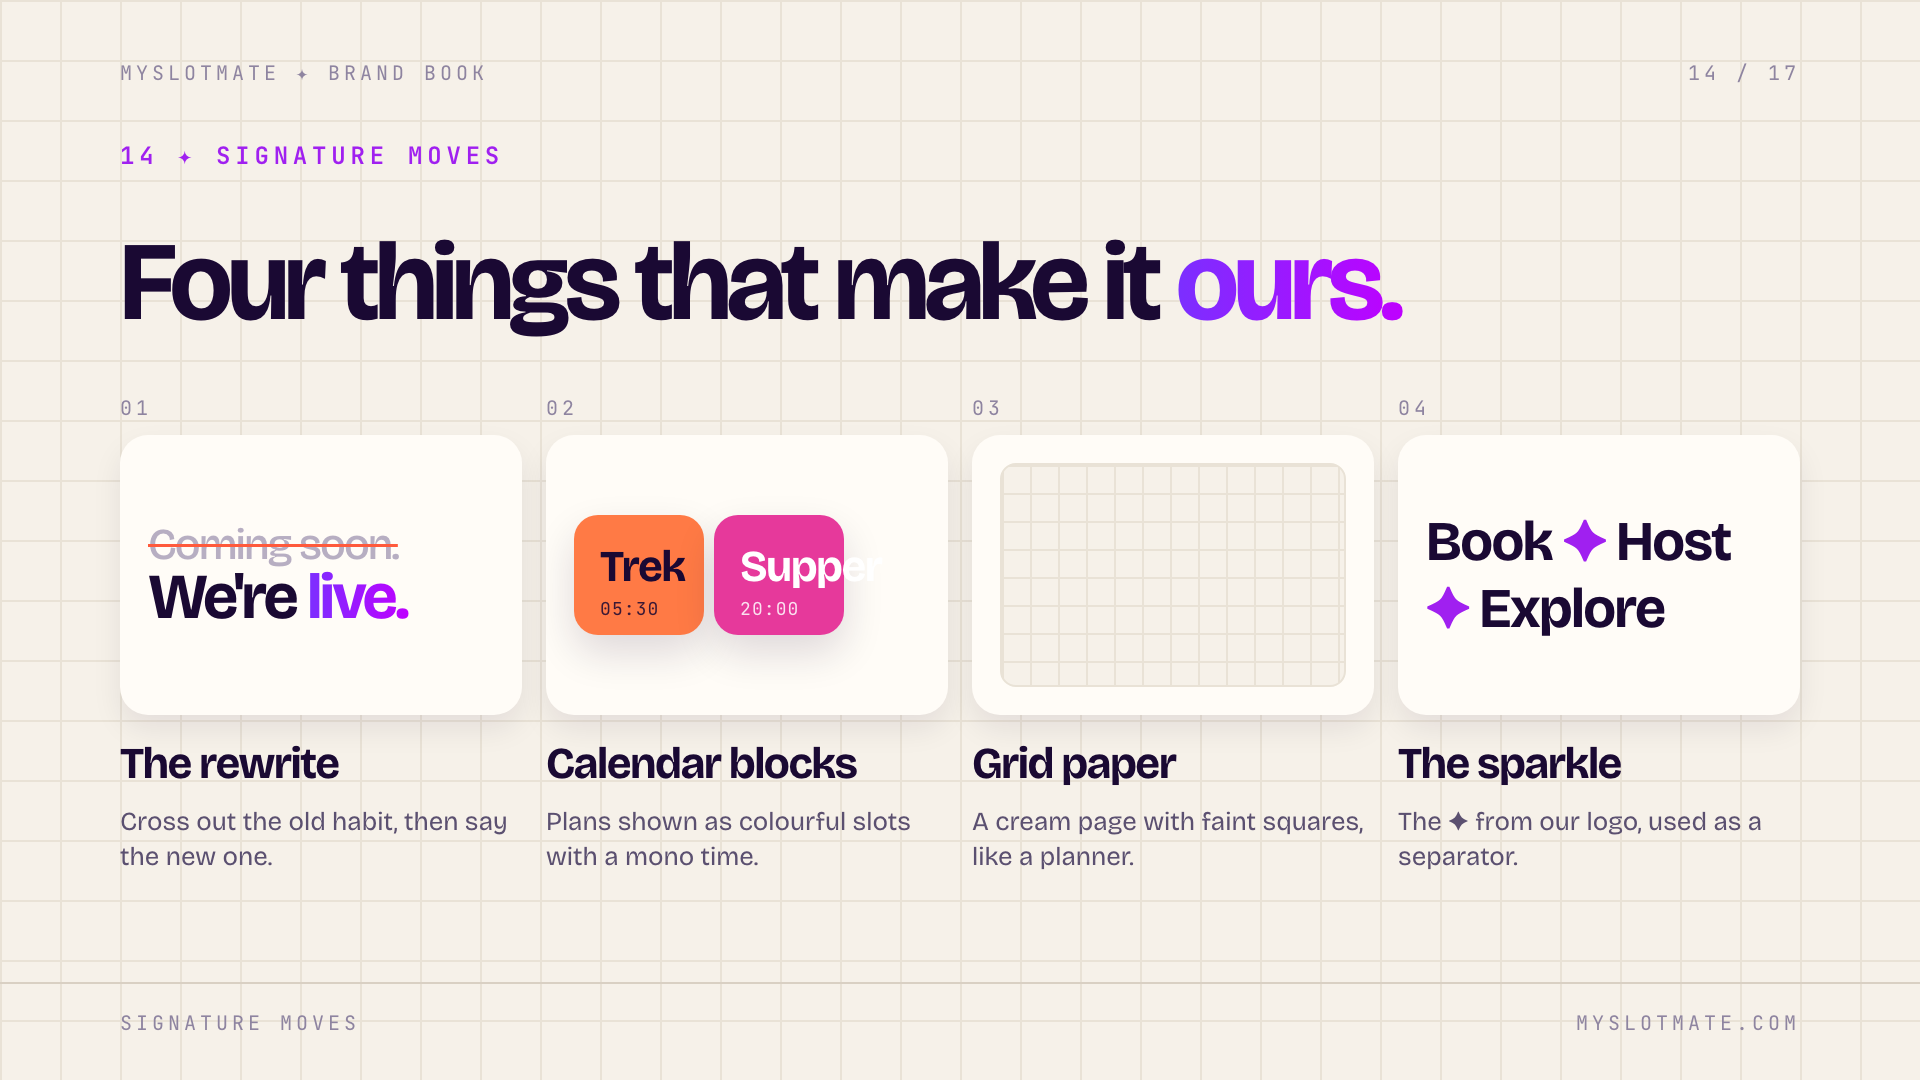 MYSLOTMATE ✦ BRAND BOOK
14 / 17
14 ✦ SIGNATURE MOVES
Four things that make it ours.
01
02
03
04
Coming soon.
We're live.
Trek
05:30
Supper
20:00
Book ✦ Host
✦ Explore
The rewrite
Cross out the old habit, then say
the new one.
Calendar blocks
Plans shown as colourful slots
with a mono time.
Grid paper
A cream page with faint squares,
like a planner.
The sparkle
The ✦ from our logo, used as a
separator.
SIGNATURE MOVES
MYSLOTMATE.COM